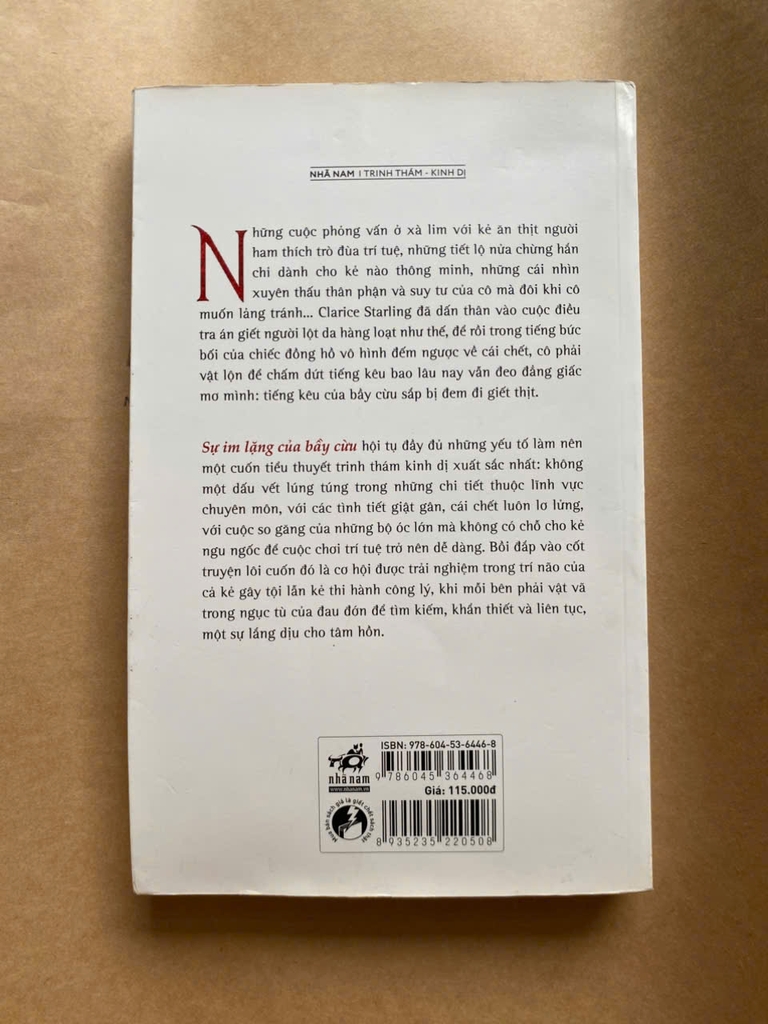 NHÃ NAM | TRINH THÁM - KINH DỊ
Những cuộc phỏng vấn ở xà lim với kẻ ăn thịt người
ham thích trò đùa trí tuệ, những tiết lộ nửa chừng hắn
chỉ dành cho kẻ nào thông minh, những cái nhìn
xuyên thấu thân phận và suy tư của cô mà đôi khi cô
muốn lảng tránh... Clarice Starling đã dấn thân vào cuộc điều
tra án giết người lột da hàng loạt như thế, để rồi trong tiếng bức
bối của chiếc đồng hồ vô hình đếm ngược về cái chết, cô phải
vật lộn để chấm dứt tiếng kêu bao lâu nay vẫn đeo đẳng giấc
mơ mình: tiếng kêu của bầy cừu sắp bị đem đi giết thịt.
Sự im lặng của bầy cừu hội tụ đầy đủ những yếu tố làm nên
một cuốn tiểu thuyết trinh thám kinh dị xuất sắc nhất: không
một dấu vết lúng túng trong những chi tiết thuộc lĩnh vực
chuyên môn, với các tình tiết giật gân, cái chết luôn lơ lửng,
với cuộc so găng của những bộ óc lớn mà không có chỗ cho kẻ
ngu ngốc để cuộc chơi trí tuệ trở nên dễ dàng. Bồi đắp vào cốt
truyện lôi cuốn đó là cơ hội được trải nghiệm trong trí não của
cả kẻ gây tội lẫn kẻ thi hành công lý, khi mỗi bên phải vật vã
trong ngục tù của đau đớn để tìm kiếm, khẩn thiết và liên tục,
một sự lắng dịu cho tâm hồn.
ISBN: 978-604-53-6446-8
9 786045 364468
nhã nam
www.nhanam.vn
Giá: 115.000đ
Mua bán sách giả là giết chết sách thật
8 935235 220508